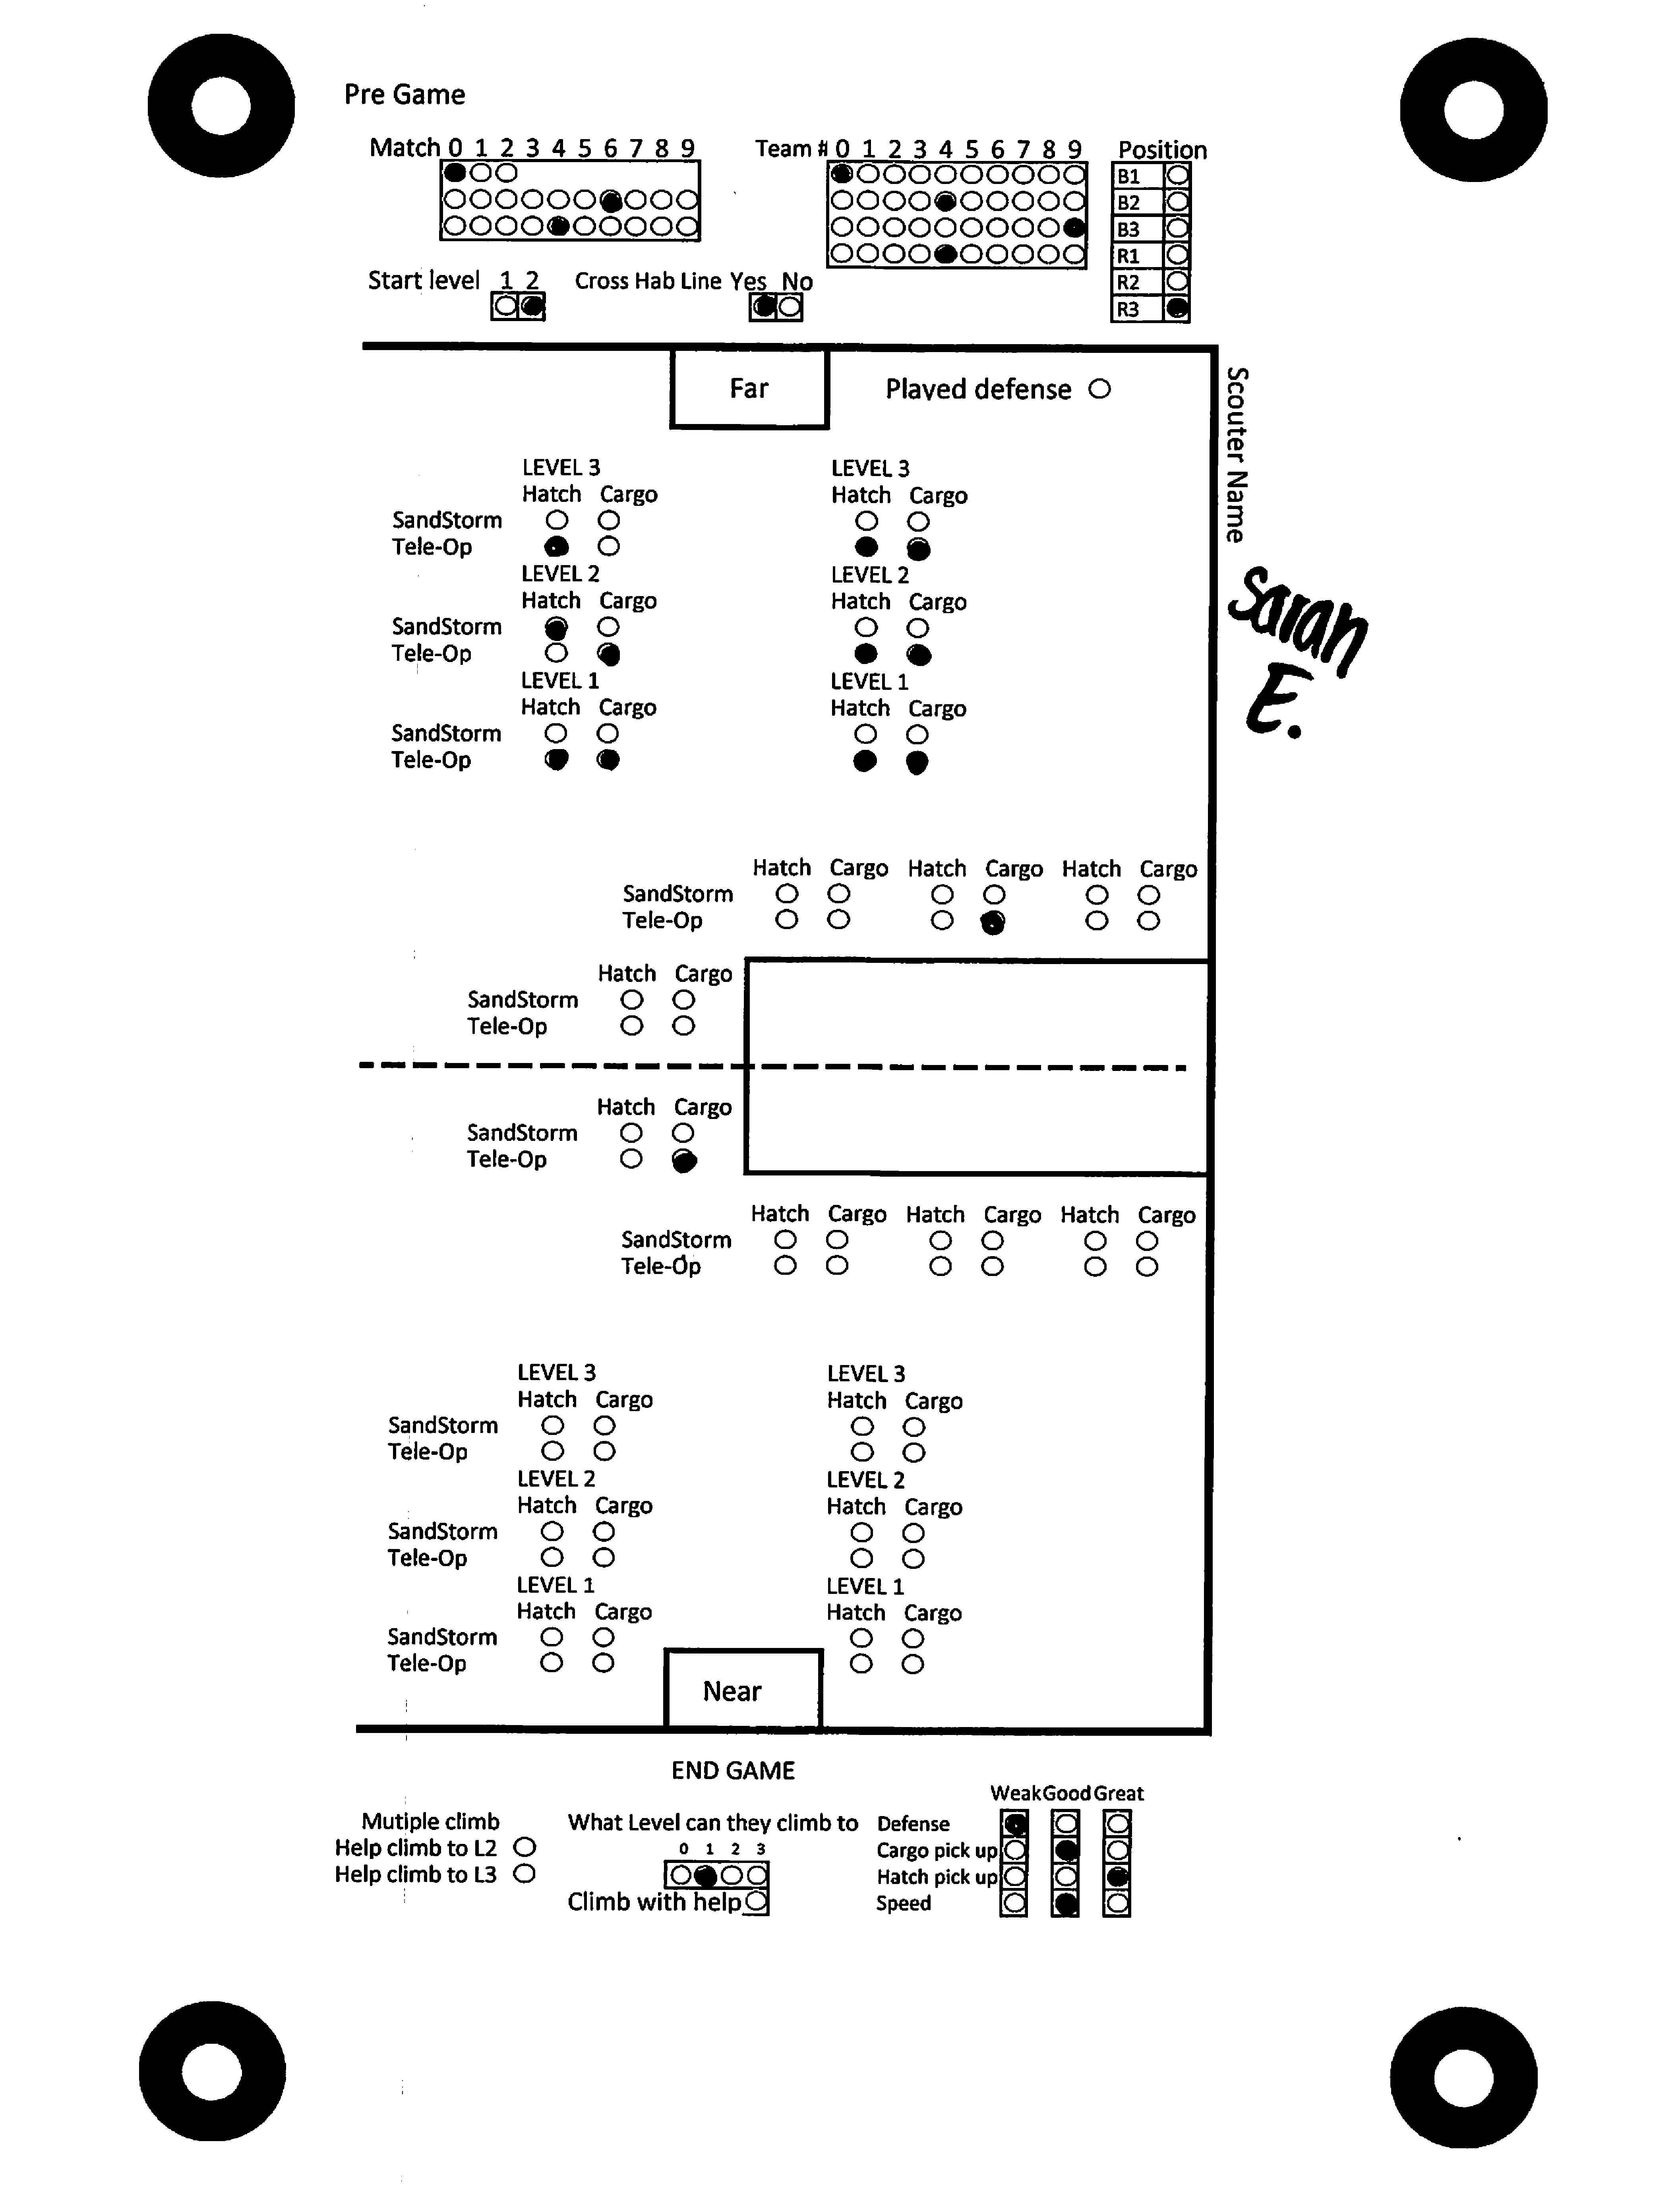 Pre Game
Match 0 1 2 3 4 5 6 7 8 9
Team # 0 1 2 3 4 5 6 7 8 9
Position
B1
B2
B3
R1
R2
R3
Start level 1 2
Cross Hab Line Yes No
Far
Played defense
Scouter Name
Sarah E.
LEVEL 3 LEVEL 3
Hatch Cargo Hatch Cargo
SandStorm
Tele-Op
LEVEL 2 LEVEL 2
Hatch Cargo Hatch Cargo
SandStorm
Tele-Op
LEVEL 1 LEVEL 1
Hatch Cargo Hatch Cargo
SandStorm
Tele-Op
Hatch Cargo Hatch Cargo Hatch Cargo
SandStorm
Tele-Op
Hatch Cargo
SandStorm
Tele-Op
Hatch Cargo
SandStorm
Tele-Op
Hatch Cargo Hatch Cargo Hatch Cargo
SandStorm
Tele-Op
LEVEL 3 LEVEL 3
Hatch Cargo Hatch Cargo
SandStorm
Tele-Op
LEVEL 2 LEVEL 2
Hatch Cargo Hatch Cargo
SandStorm
Tele-Op
LEVEL 1 LEVEL 1
Hatch Cargo Hatch Cargo
SandStorm
Tele-Op
Near
END GAME
Mutiple climb
Help climb to L2
Help climb to L3
What Level can they climb to
0 1 2 3
Climb with help
Weak Good Great
Defense
Cargo pick up
Hatch pick up
Speed